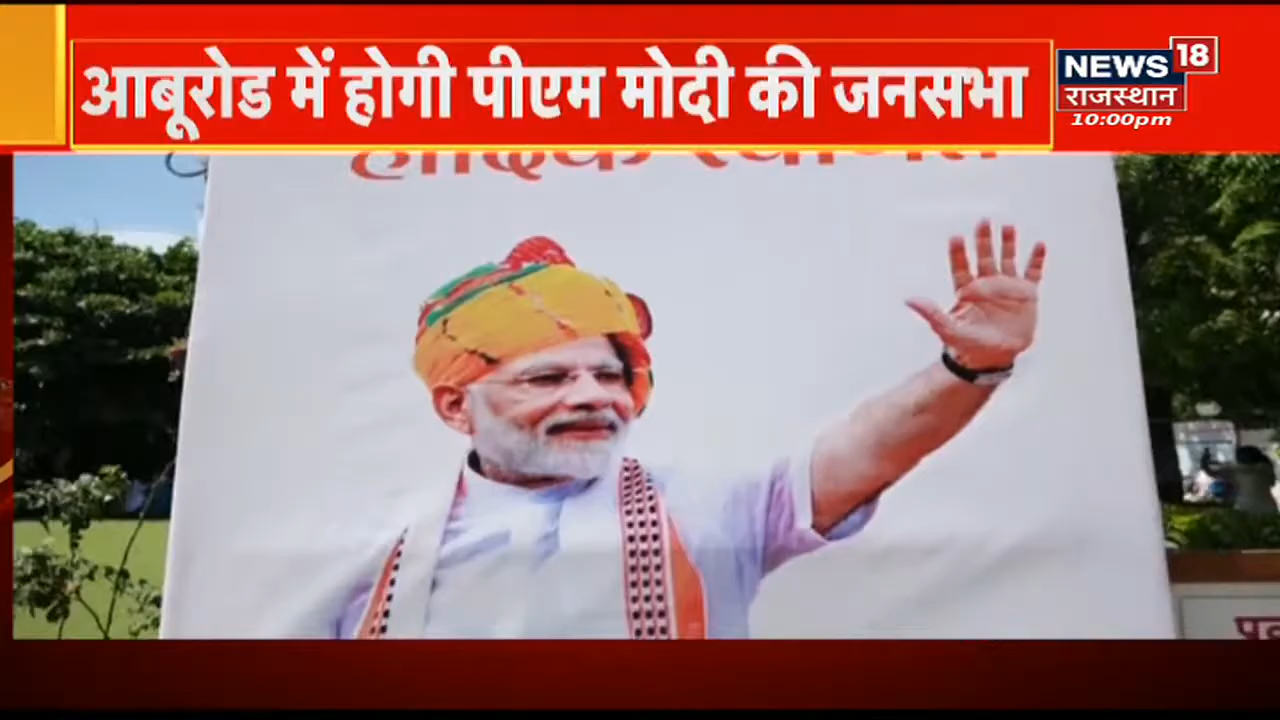 आबूरोड में होगी पीएम मोदी की जनसभा
NEWS 18
राजस्थान
10:00pm